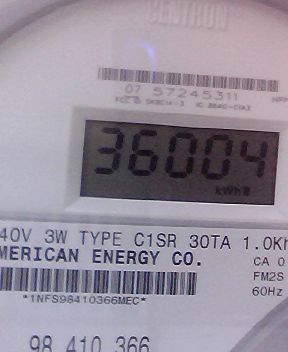 CENTRON
07 57245311
36004
kWh
40V 3W TYPE C1SR 30TA 1.0Kh
MERICAN ENERGY CO.
CA 0
FM2S
60Hz
*1NFS98410366MEC*
98 410 366